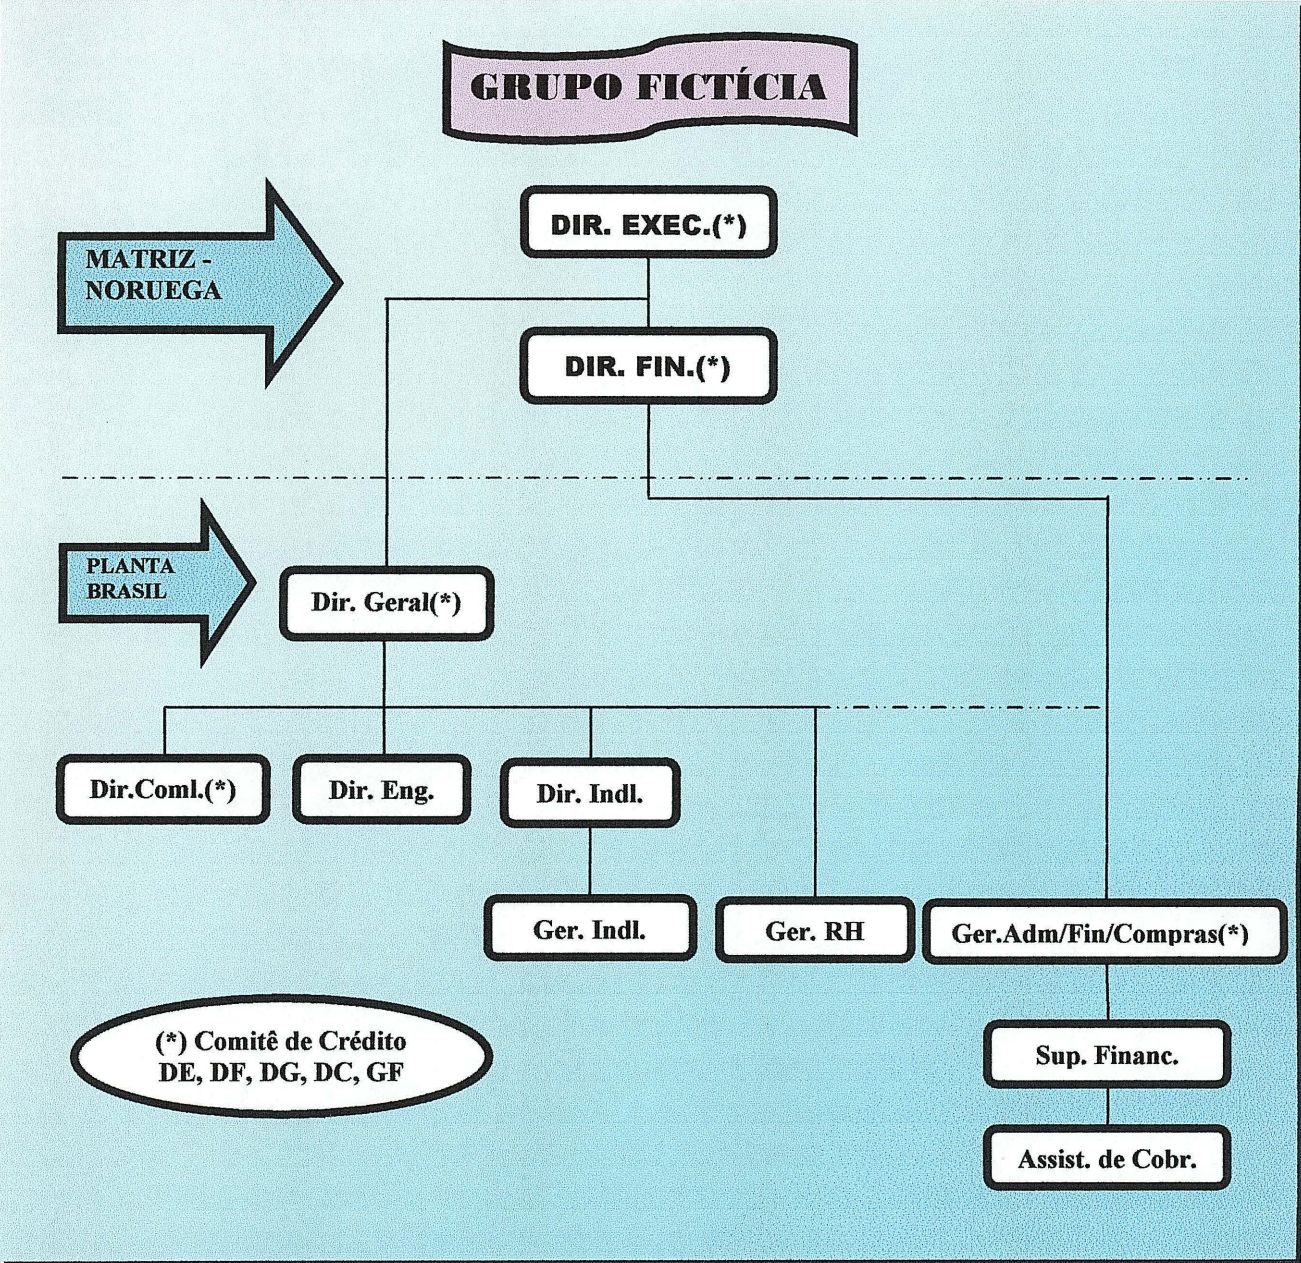 GRUPO FICTÍCIA
DIR. EXEC.(*)
MATRIZ -
NORUEGA
DIR. FIN.(*)
PLANTA
BRASIL
Dir. Geral(*)
Dir.Coml.(*)
Dir. Eng.
Dir. Indl.
Ger. Indl.
Ger. RH
Ger.Adm/Fin/Compras(*)
(*) Comitê de Crédito
DE, DF, DG, DC, GF
Sup. Financ.
Assist. de Cobr.